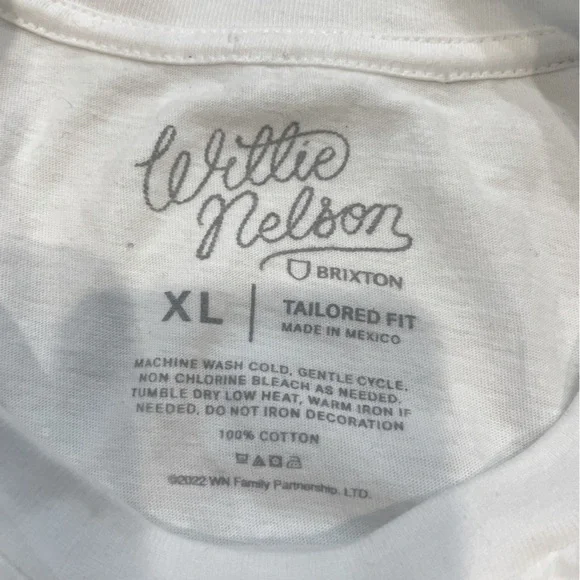 Willie
Nelson
BRIXTON
XL
TAILORED FIT
MADE IN MEXICO
MACHINE WASH COLD, GENTLE CYCLE.
NON CHLORINE BLEACH AS NEEDED.
TUMBLE DRY LOW HEAT, WARM IRON IF
NEEDED, DO NOT IRON DECORATION
100% COTTON
©2022 WN Family Partnership, LTD.